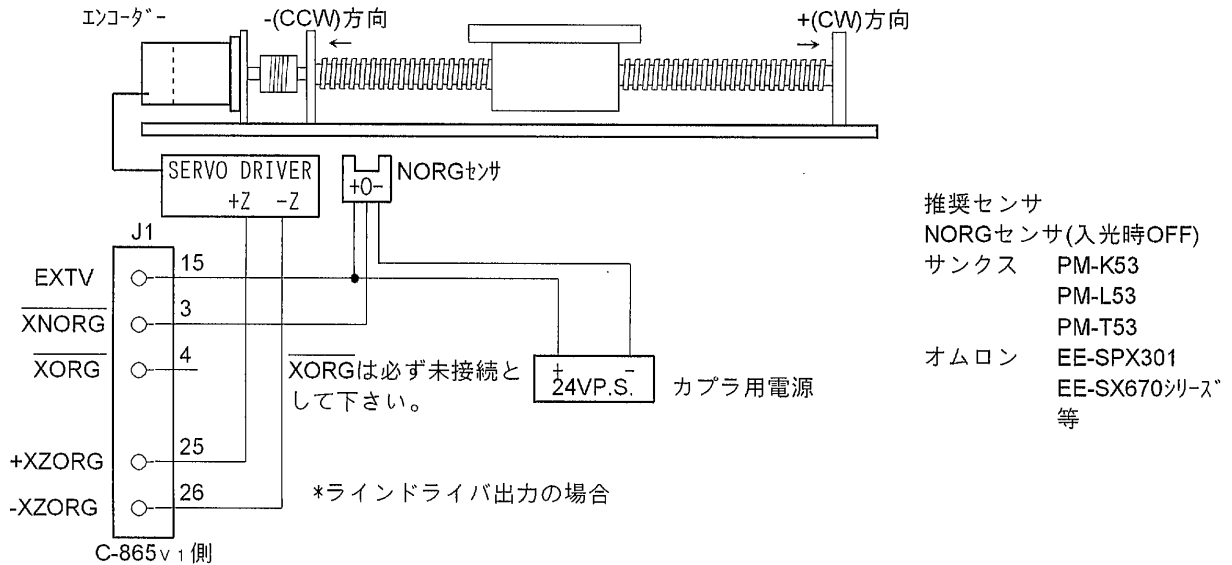 ｴﾝｺｰﾀﾞｰ
-(CCW)方向
←
+(CW)方向
→
SERVO DRIVER
+Z -Z
NORGｾﾝｻ
+O-
J1
EXTV 15
XNORG 3
XORG 4
XORGは必ず未接続と
して下さい。
+ -
24VP.S.
カプラ用電源
+XZORG 25
-XZORG 26
*ラインドライバ出力の場合
C-865v1側
推奨センサ
NORGセンサ(入光時OFF)
サンクス PM-K53
PM-L53
PM-T53
オムロン EE-SPX301
EE-SX670ｼﾘｰｽﾞ
等